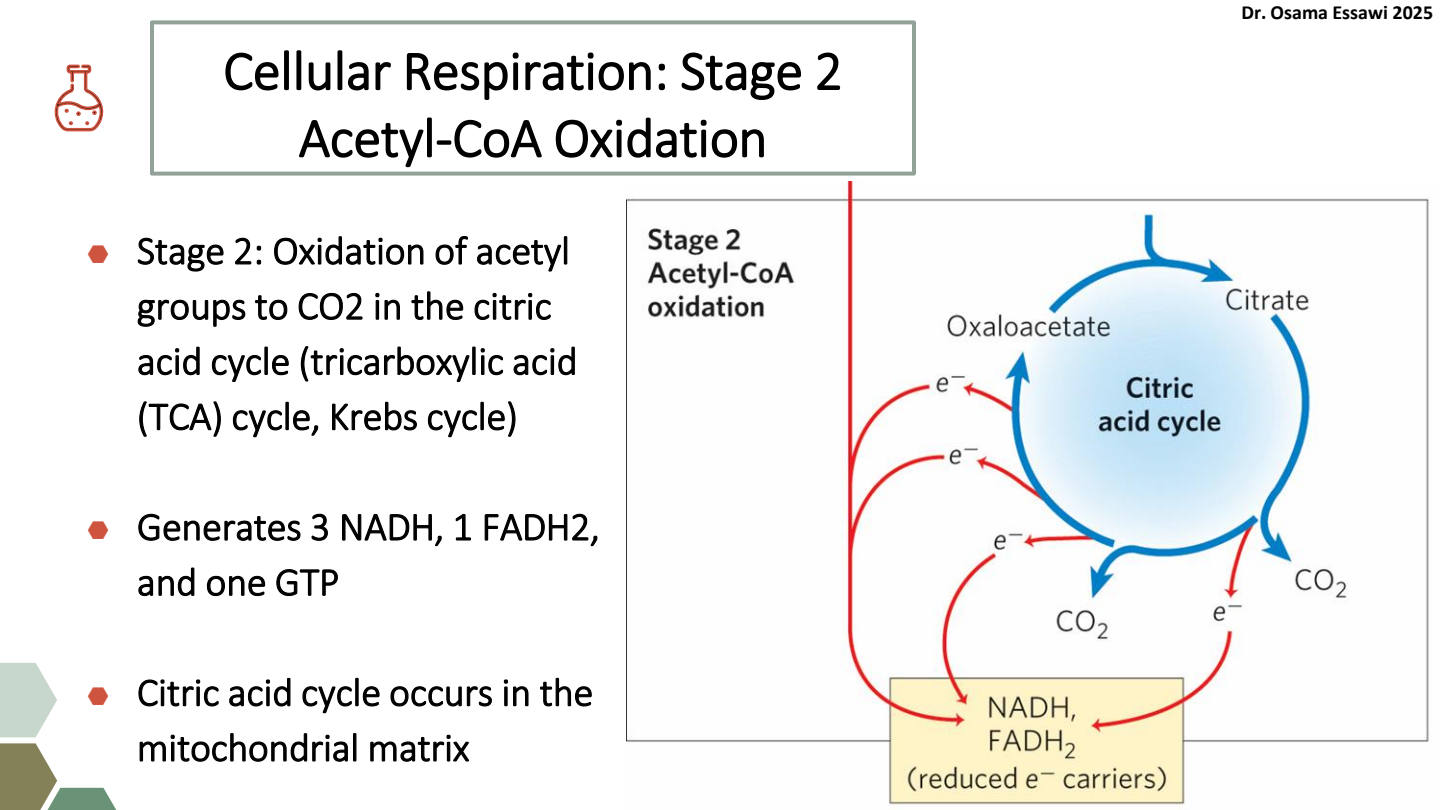 Dr. Osama Essawi 2025
Cellular Respiration: Stage 2
Acetyl-CoA Oxidation
Stage 2: Oxidation of acetyl
groups to CO2 in the citric
acid cycle (tricarboxylic acid
(TCA) cycle, Krebs cycle)
Generates 3 NADH, 1 FADH2,
and one GTP
Citric acid cycle occurs in the
mitochondrial matrix
Stage 2
Acetyl-CoA
oxidation
Citrate
Oxaloacetate
Citric
acid cycle
e−
e−
e−
CO₂
e−
CO₂
NADH,
FADH₂
(reduced e− carriers)